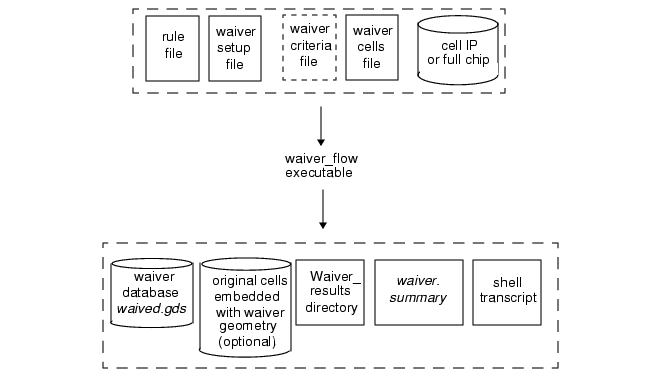 rule
file
waiver
setup
file
waiver
criteria
file
waiver
cells
file
cell IP
or full chip
waiver_flow
executable
waiver
database
waived.gds
original cells
embedded
with waiver
geometry
(optional)
Waiver_
results
directory
waiver.
summary
shell
transcript